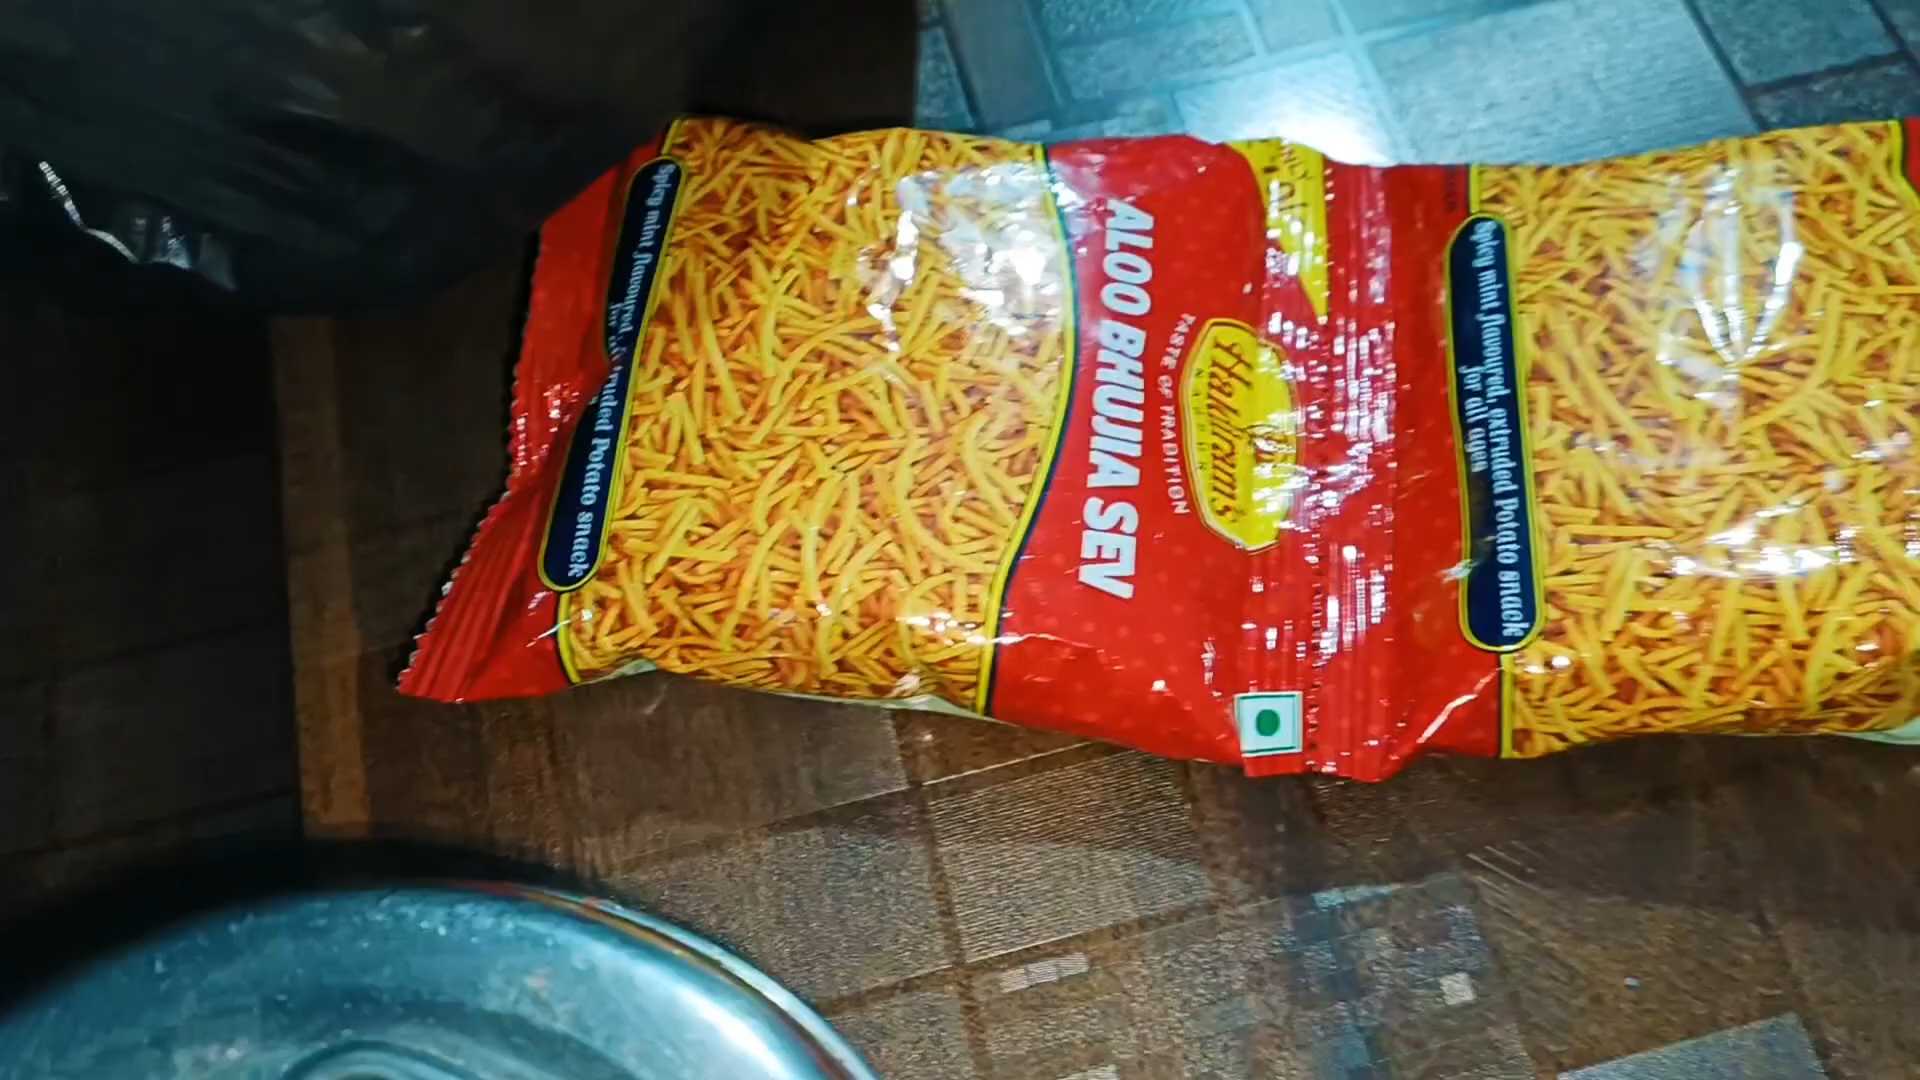 Haldiram's
NAGPUR
TASTE OF TRADITION
ALOO BHUJIA SEV
Spicy mint flavoured, extruded Potato snack
for all ages
Spicy mint flavoured, extruded Potato snack
for all ages